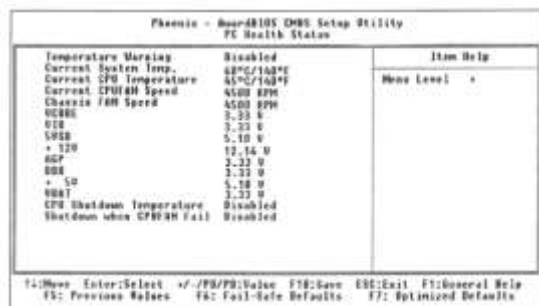 Phoenix - AwardBIOS CMOS Setup Utility
PC Health Status
Temperature Warning Disabled
Current System Temp. 60°C/140°F
Current CPU Temperature 45°C/140°F
Current CPUFAN Speed 4500 RPM
Chassis FAN Speed 4500 RPM
VCORE 3.33 V
VIO 3.33 V
5VSB 5.10 V
+ 12V 12.16 V
AGP 3.33 V
DDR 3.33 V
+ 5V 5.10 V
VBAT 3.33 V
CPU Shutdown Temperature Disabled
Shutdown when CPUFAN Fail Disabled
Item Help
Menu Level
:Move Enter:Select +/-/PU/PD:Value F10:Save ESC:Exit F1:General Help
F5: Previous Values F6: Fail-Safe Defaults F7: Optimized Defaults